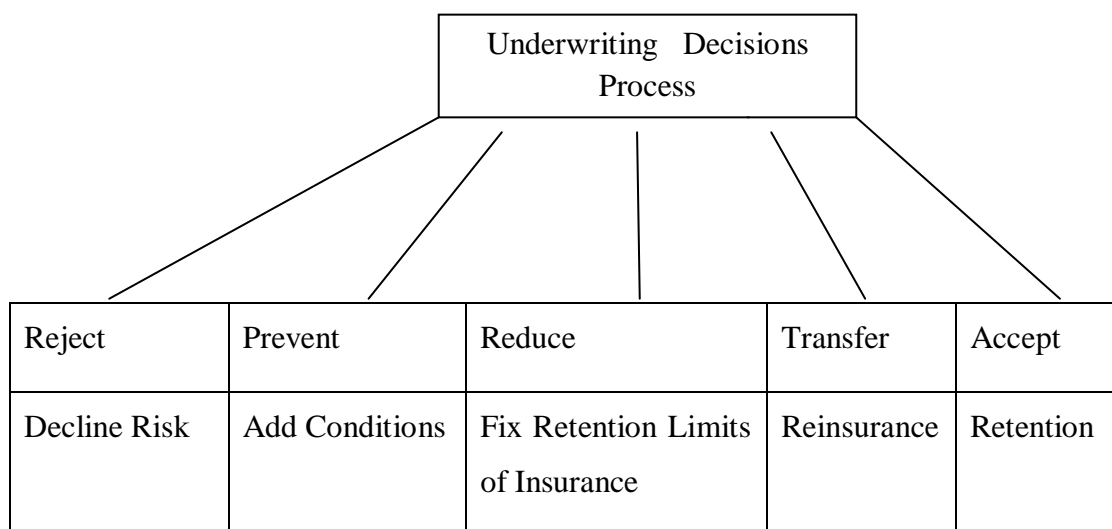 Underwriting Decisions
Process
Reject
Prevent
Reduce
Transfer
Accept
Decline Risk
Add Conditions
Fix Retention Limits
of Insurance
Reinsurance
Retention